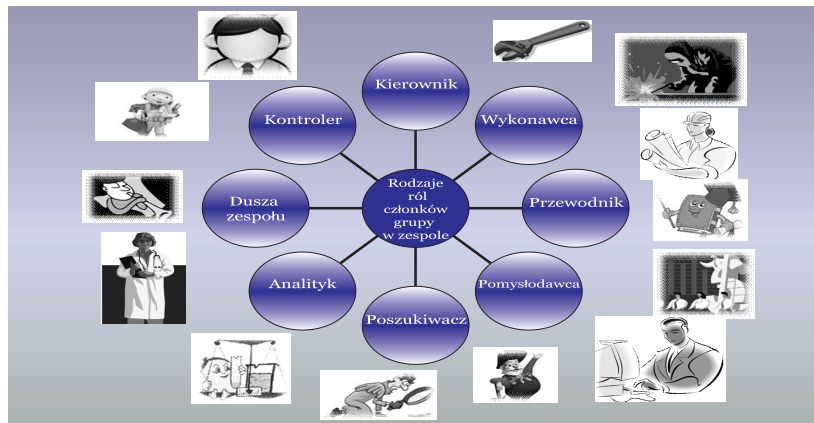 Kierownik
Kontroler
Wykonawca
Dusza
zespołu
Rodzaje
ról
członków
grupy
w zespole
Przewodnik
Analityk
Pomysłodawca
Poszukiwacz